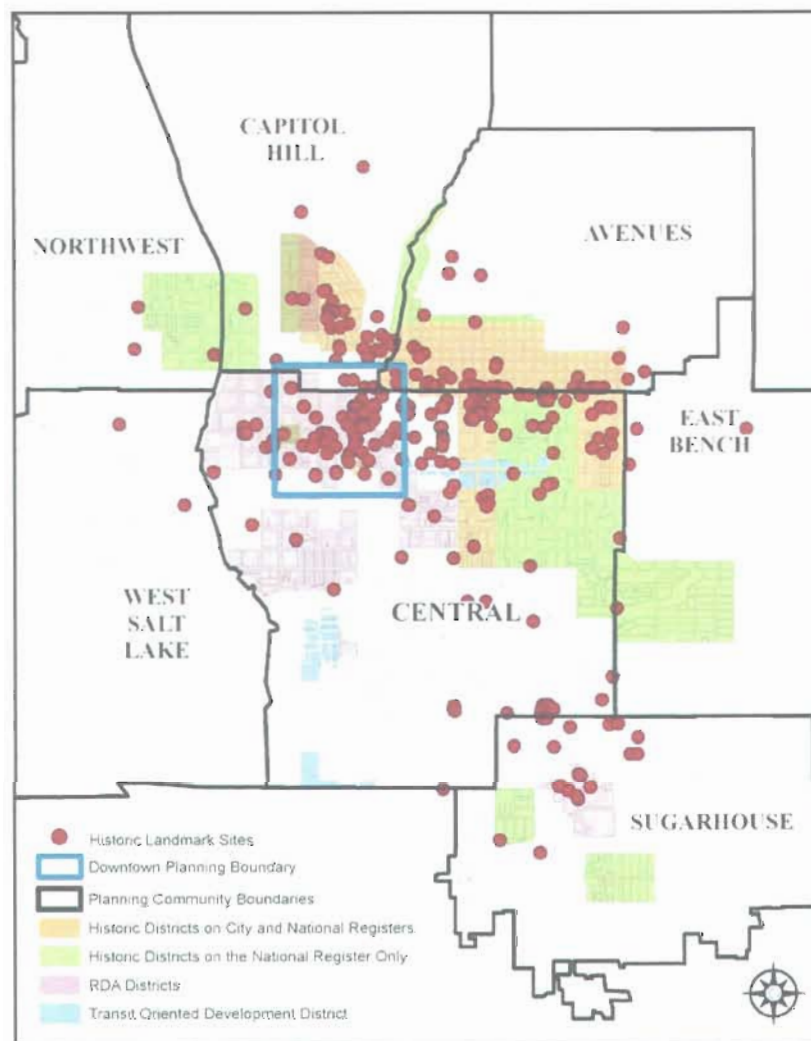 CAPITOL
HILL
NORTHWEST
AVENUES
EAST
BENCH
WEST
SALT
LAKE
CENTRAL
SUGARHOUSE
Historic Landmark Sites
Downtown Planning Boundary
Planning Community Boundaries
Historic Districts on City and National Registers
Historic Districts on the National Register Only
RDA Districts
Transit Oriented Development District